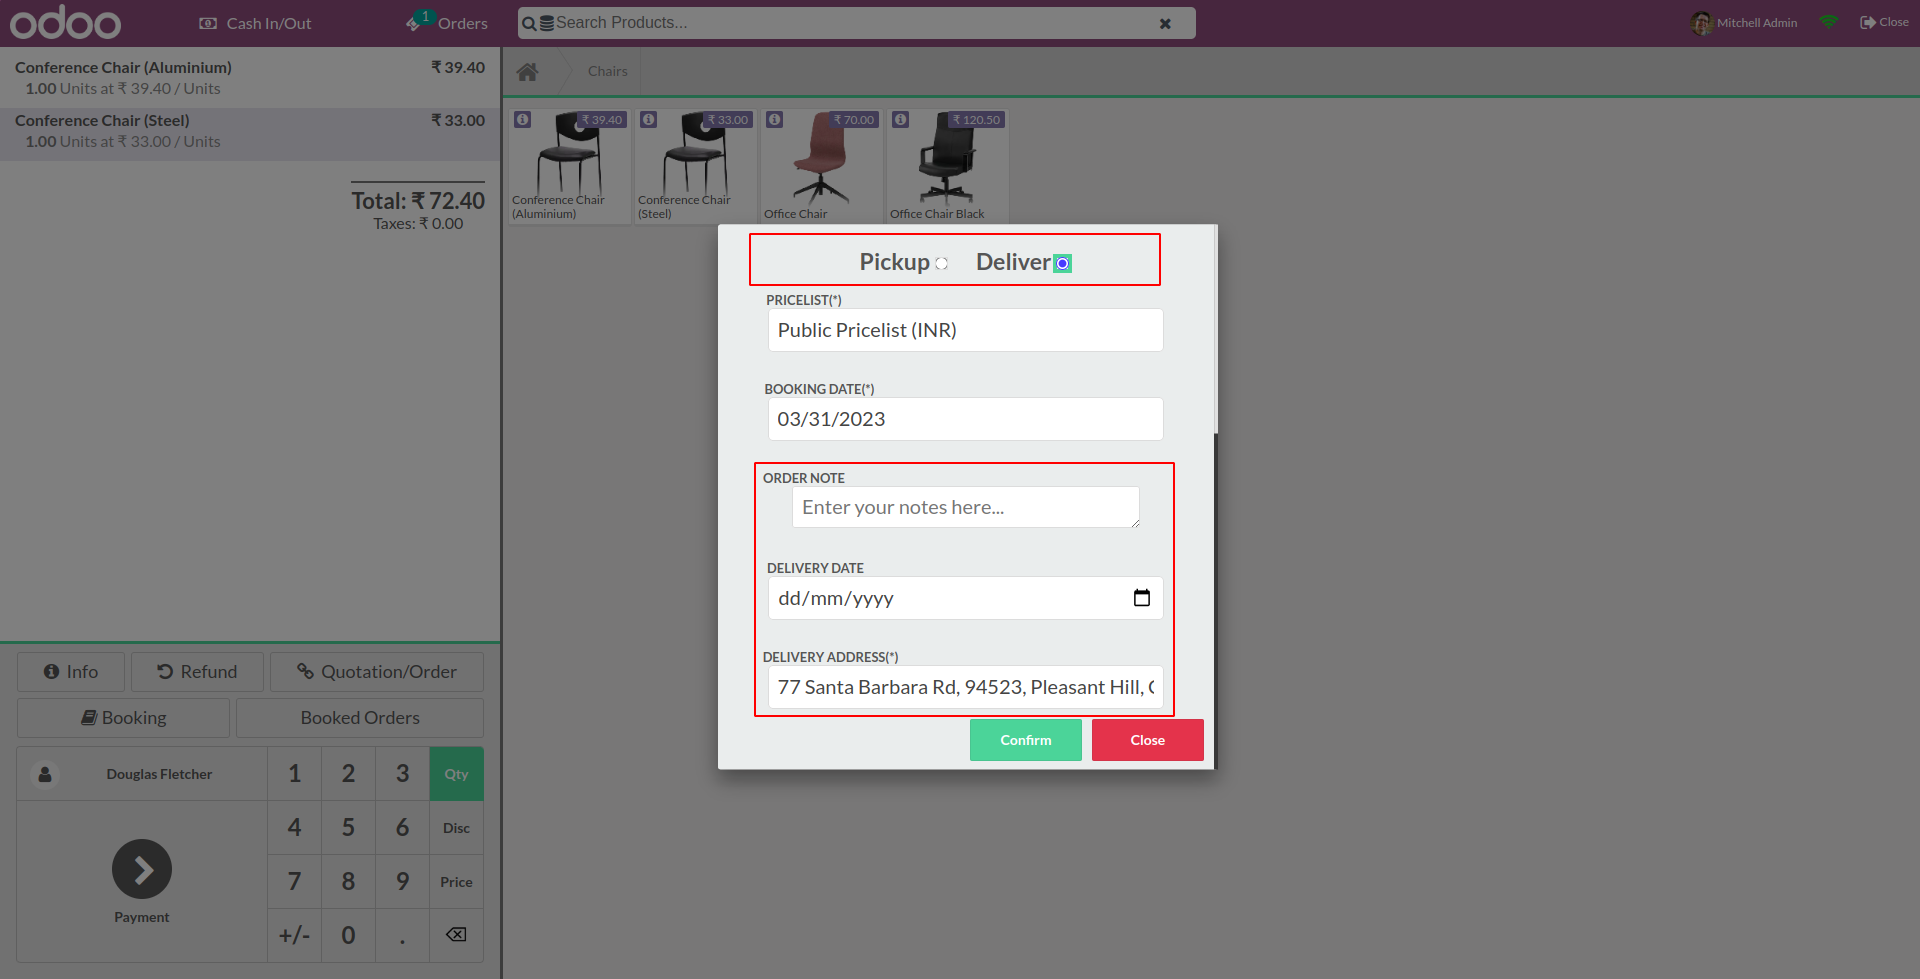 odoo
Cash In/Out
1
Orders
Search Products...
Mitchell Admin
Close
Conference Chair (Aluminium) ₹ 39.40
1.00 Units at ₹ 39.40 / Units
Conference Chair (Steel) ₹ 33.00
1.00 Units at ₹ 33.00 / Units
Total: ₹ 72.40
Taxes: ₹ 0.00
Chairs
₹ 39.40
Conference Chair
(Aluminium)
₹ 33.00
Conference Chair
(Steel)
₹ 70.00
Office Chair
₹ 120.50
Office Chair Black
Pickup Deliver
PRICELIST(*)
Public Pricelist (INR)
BOOKING DATE(*)
03/31/2023
ORDER NOTE
Enter your notes here...
DELIVERY DATE
dd/mm/yyyy
DELIVERY ADDRESS(*)
77 Santa Barbara Rd, 94523, Pleasant Hill,
Confirm Close
Info Refund Quotation/Order
Booking Booked Orders
Douglas Fletcher
Payment
1 2 3 Qty
4 5 6 Disc
7 8 9 Price
+/- 0 .